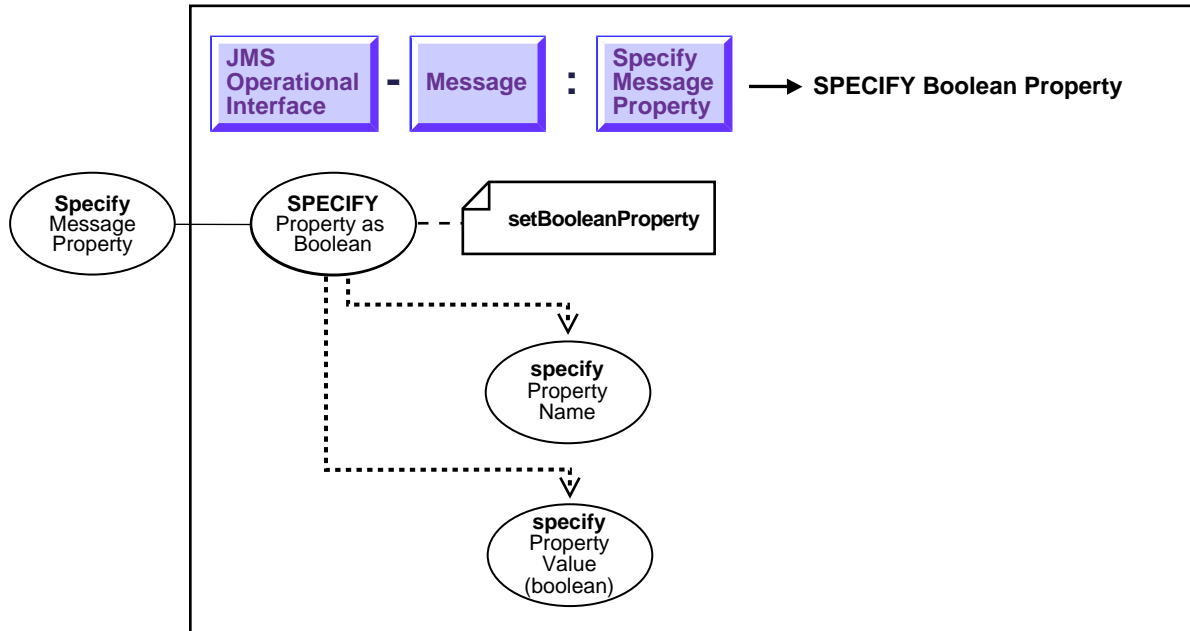 JMS
Operational
Interface
-
Message
:
Specify
Message
Property
SPECIFY Boolean Property
Specify
Message
Property
SPECIFY
Property as
Boolean
setBooleanProperty
specify
Property
Name
specify
Property
Value
(boolean)